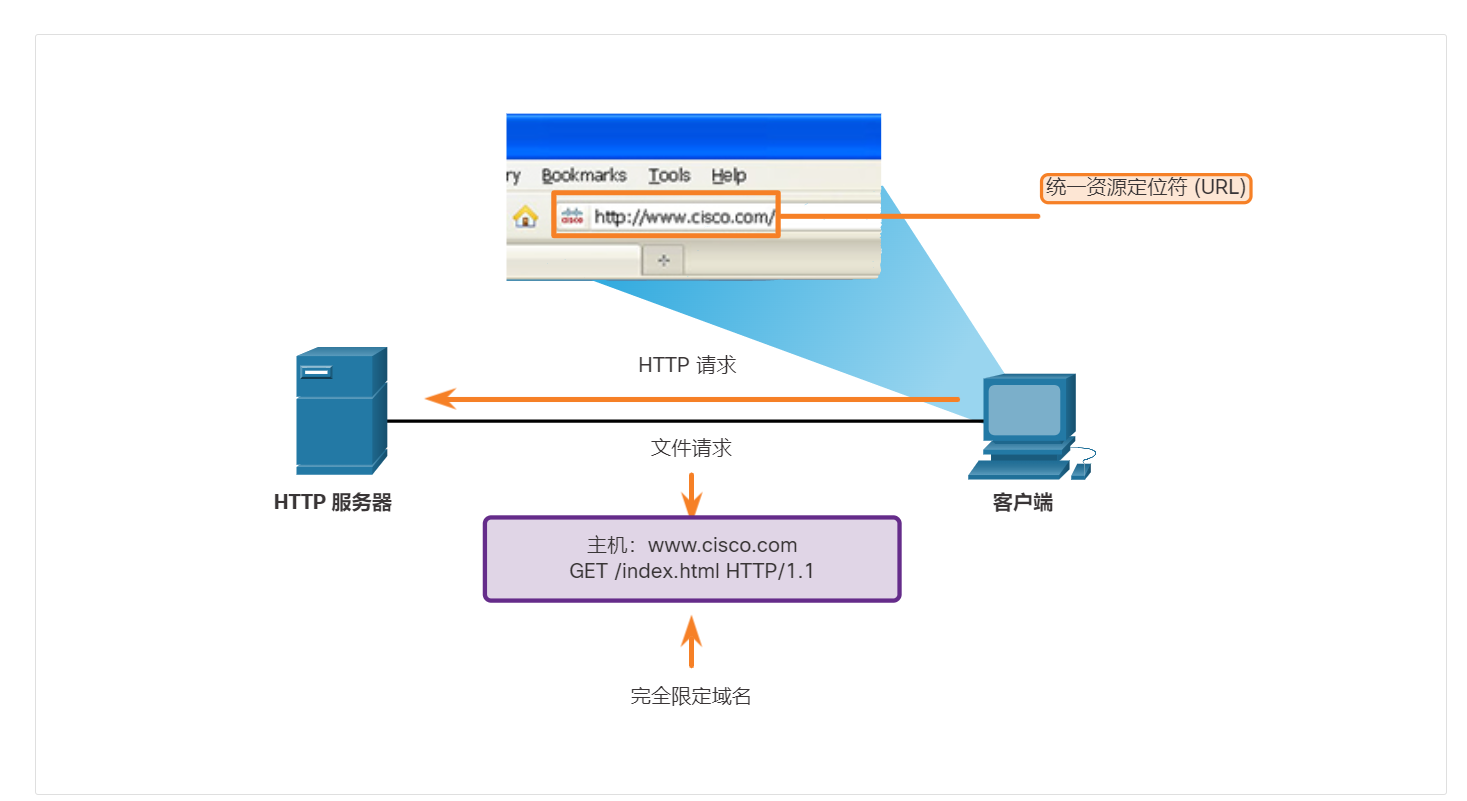 ry Bookmarks Tools Help
统一资源定位符 (URL)
cisco http://www.cisco.com/
HTTP 请求
文件请求
HTTP 服务器
客户端
主机：www.cisco.com
GET /index.html HTTP/1.1
完全限定域名